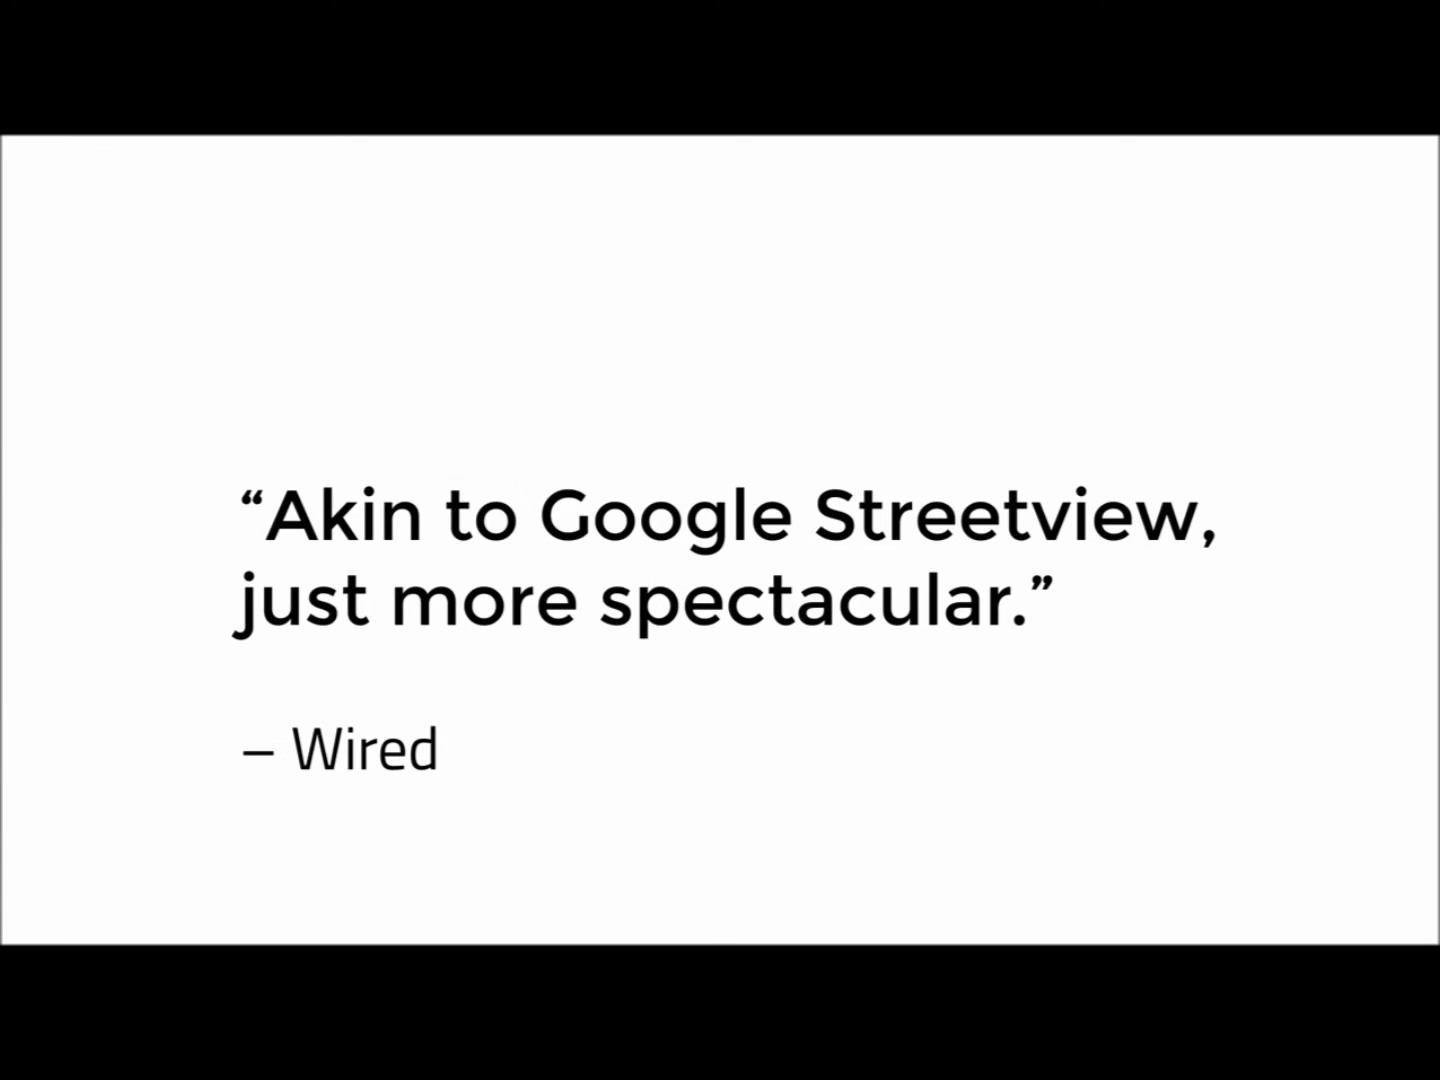 “Akin to Google Streetview,
just more spectacular.”
– Wired